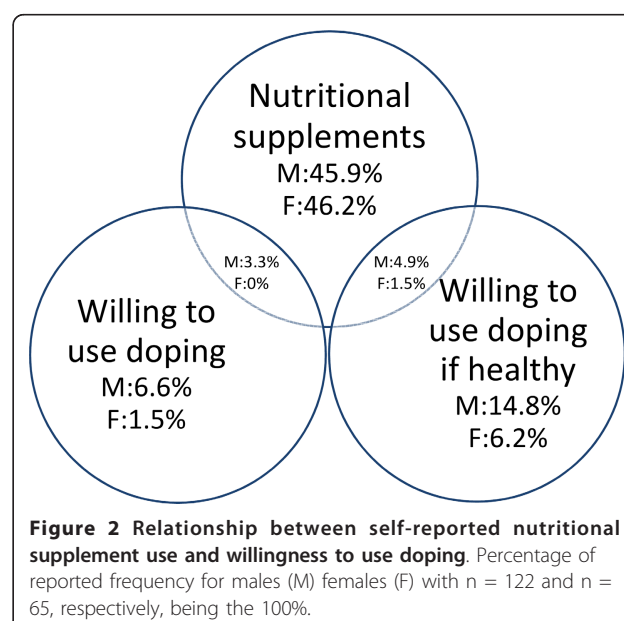 Nutritional
supplements
M:45.9%
F:46.2%
M:3.3%
F:0%
M:4.9%
F:1.5%
Willing to
use doping
M:6.6%
F:1.5%
Willing to
use doping
if healthy
M:14.8%
F:6.2%
Figure 2 Relationship between self-reported nutritional
supplement use and willingness to use doping. Percentage of
reported frequency for males (M) females (F) with n = 122 and n =
65, respectively, being the 100%.